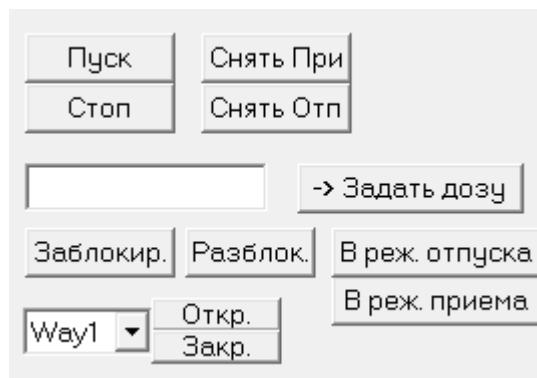 Пуск Снять При
Стоп Снять Отп
-> Задать дозу
Заблокир. Разблок. В реж. отпуска
В реж. приема
Way1 Откр.
Закр.